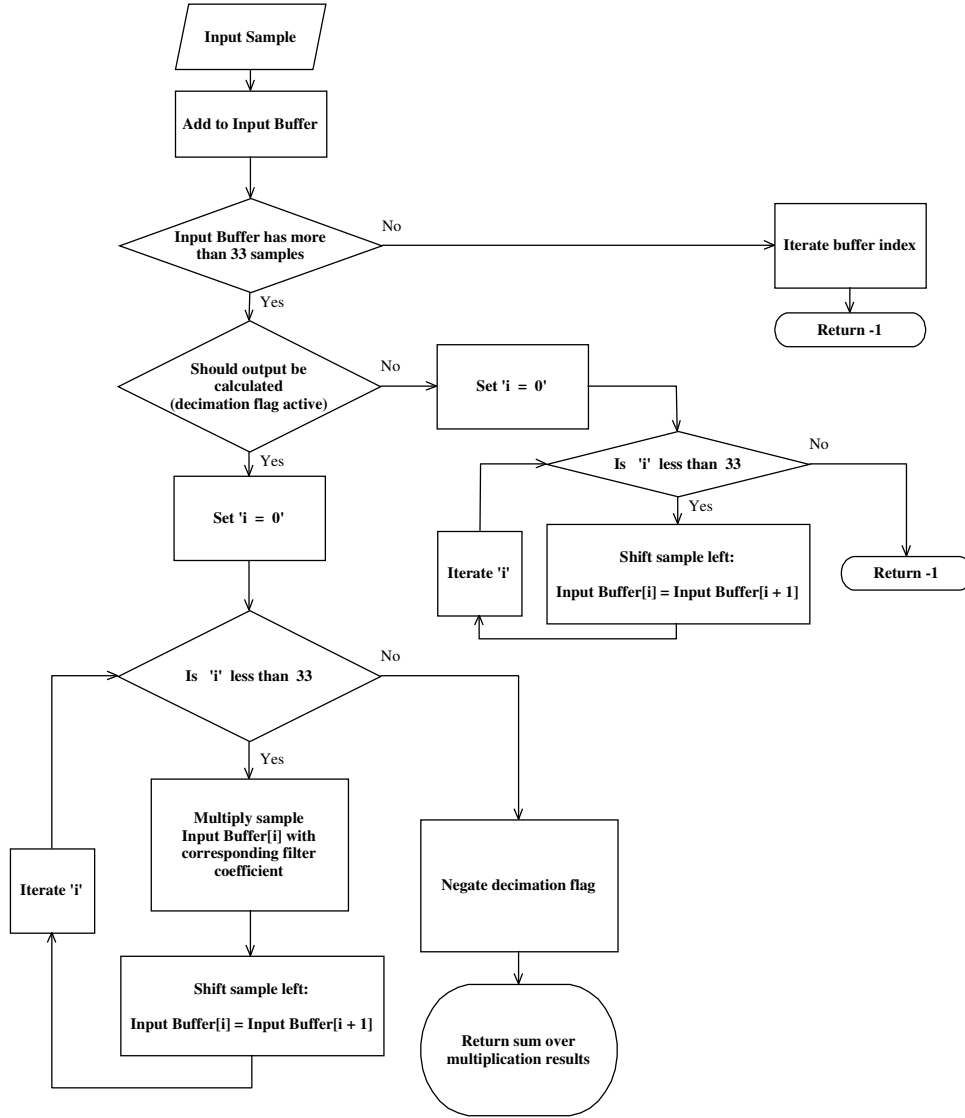 Input Sample
Add to Input Buffer
Input Buffer has more
than 33 samples
No
Iterate buffer index
Return -1
Yes
Should output be
calculated
(decimation flag active)
No
Set 'i = 0'
Is 'i' less than 33
No
Yes
Iterate 'i'
Shift sample left:
Input Buffer[i] = Input Buffer[i + 1]
Return -1
Yes
Set 'i = 0'
Is 'i' less than 33
No
Yes
Multiply sample
Input Buffer[i] with
corresponding filter
coefficient
Iterate 'i'
Shift sample left:
Input Buffer[i] = Input Buffer[i + 1]
Negate decimation flag
Return sum over
multiplication results